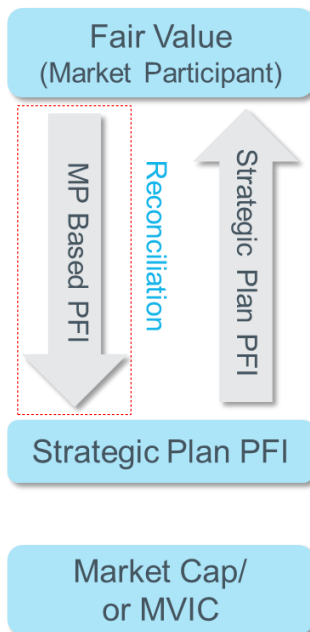 Fair Value
(Market Participant)
MP Based PFI
Reconciliation
Strategic Plan PFI
Strategic Plan PFI
Market Cap/
or MVIC